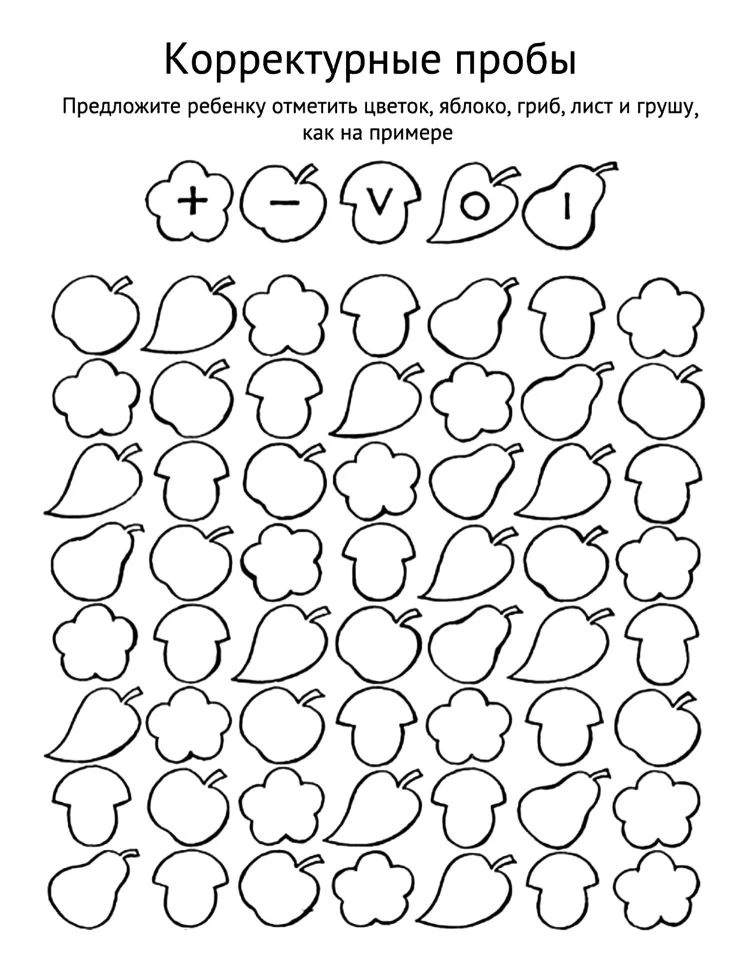 Корректурные пробы
Предложите ребенку отметить цветок, яблоко, гриб, лист и грушу,
как на примере
+ − V O I